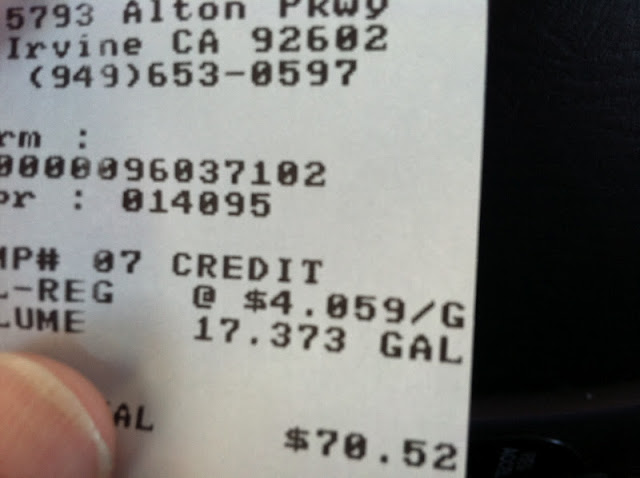 5793 Alton Pkwy
Irvine CA 92602
(949)653-0597
rm :
0000096037102
pr : 014095
MP# 07 CREDIT
L-REG @ $4.059/G
LUME 17.373 GAL
AL
$70.52